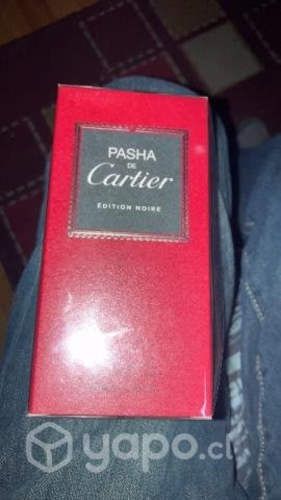 PASHA
DE
Cartier
ÉDITION NOIRE
yapo.cl